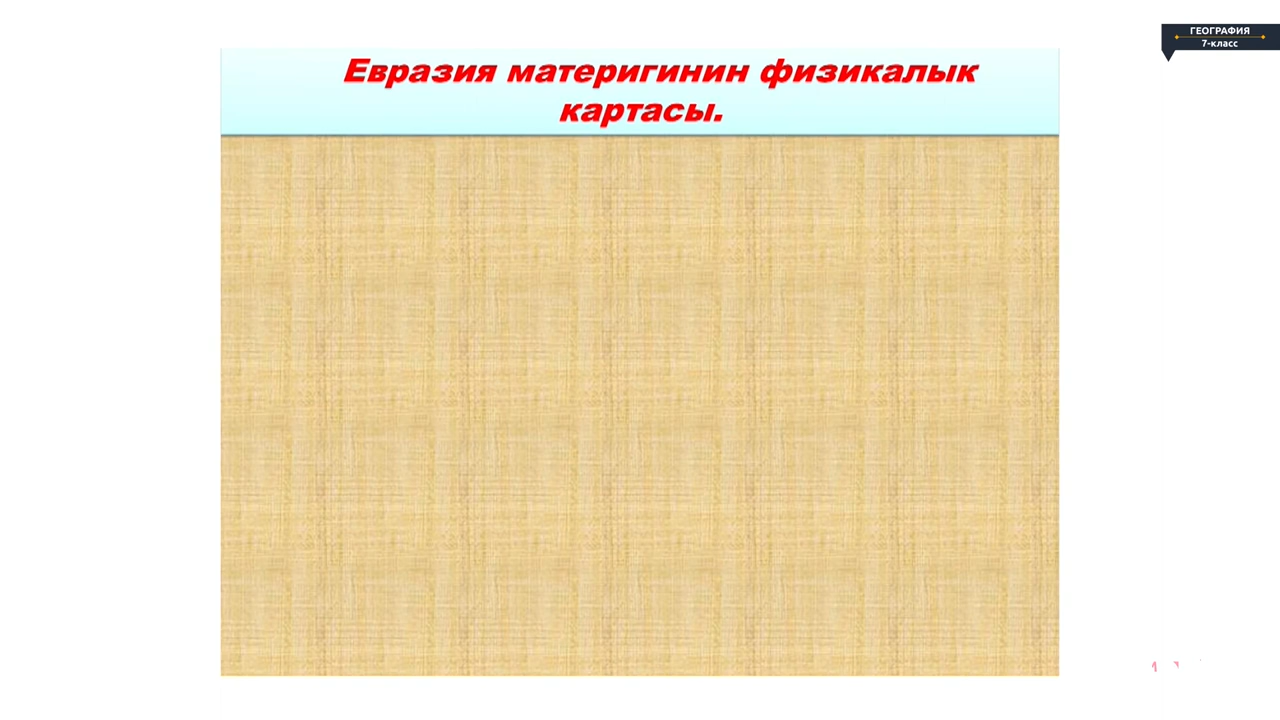 ГЕОГРАФИЯ
7-класс
Евразия материгинин физикалык
картасы.